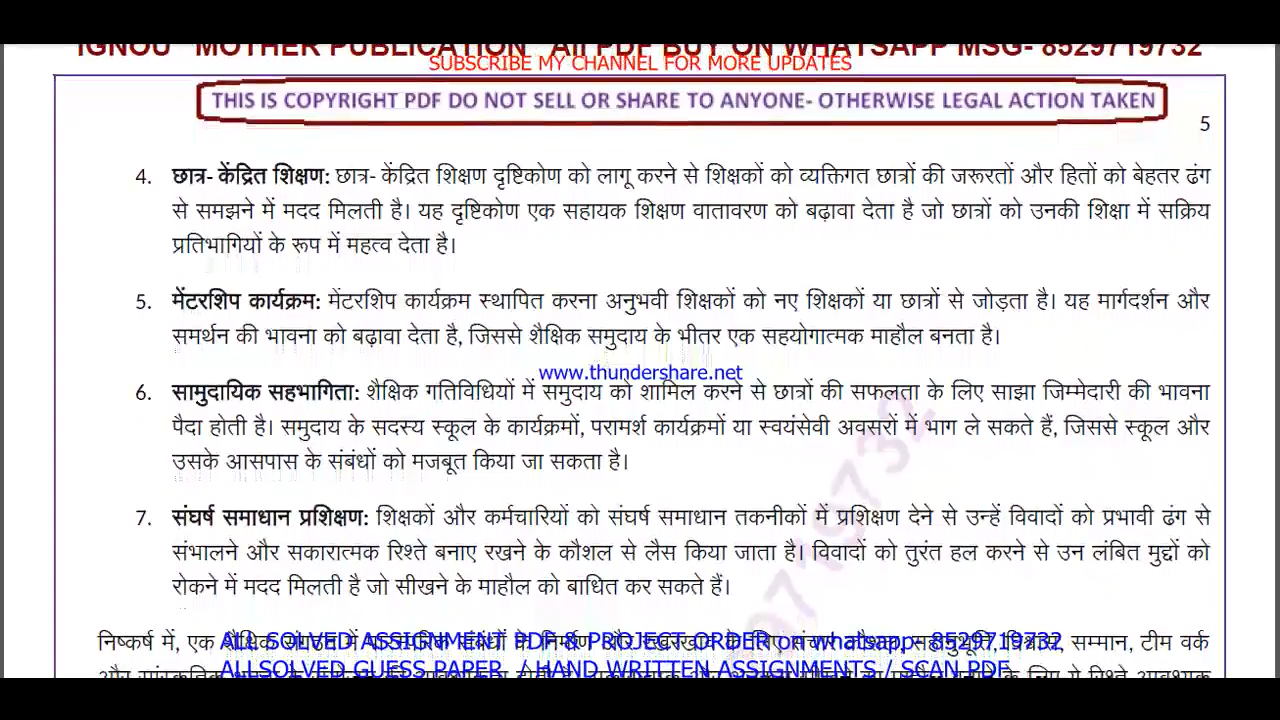 IGNOU MOTHER PUBLICATION All PDF BUY ON WHATSAPP MSG- 8529719732
SUBSCRIBE MY CHANNEL FOR MORE UPDATES
THIS IS COPYRIGHT PDF DO NOT SELL OR SHARE TO ANYONE- OTHERWISE LEGAL ACTION TAKEN
5
4. छात्र- केंद्रित शिक्षण: छात्र- केंद्रित शिक्षण दृष्टिकोण को लागू करने से शिक्षकों को व्यक्तिगत छात्रों की जरूरतों और हितों को बेहतर ढंग
से समझने में मदद मिलती है। यह दृष्टिकोण एक सहायक शिक्षण वातावरण को बढ़ावा देता है जो छात्रों को उनकी शिक्षा में सक्रिय
प्रतिभागियों के रूप में महत्व देता है।
5. मेंटरशिप कार्यक्रम: मेंटरशिप कार्यक्रम स्थापित करना अनुभवी शिक्षकों को नए शिक्षकों या छात्रों से जोड़ता है। यह मार्गदर्शन और
समर्थन की भावना को बढ़ावा देता है, जिससे शैक्षिक समुदाय के भीतर एक सहयोगात्मक माहौल बनता है।
www.thundershare.net
6. सामुदायिक सहभागिता: शैक्षिक गतिविधियों में समुदाय को शामिल करने से छात्रों की सफलता के लिए साझा जिम्मेदारी की भावना
पैदा होती है। समुदाय के सदस्य स्कूल के कार्यक्रमों, परामर्श कार्यक्रमों या स्वयंसेवी अवसरों में भाग ले सकते हैं, जिससे स्कूल और
उसके आसपास के संबंधों को मजबूत किया जा सकता है।
7. संघर्ष समाधान प्रशिक्षण: शिक्षकों और कर्मचारियों को संघर्ष समाधान तकनीकों में प्रशिक्षण देने से उन्हें विवादों को प्रभावी ढंग से
संभालने और सकारात्मक रिश्ते बनाए रखने के कौशल से लैस किया जाता है। विवादों को तुरंत हल करने से उन लंबित मुद्दों को
रोकने में मदद मिलती है जो सीखने के माहौल को बाधित कर सकते हैं।
निष्कर्ष में, एक शैक्षिक में संबंधों के निर्माण और के लिए संचार सहानुभूति, विश्वास, सम्मान, टीम वर्क
ALL SOLVED ASSIGNMENT PDF & PROJECT ORDER on whatsapp - 8529719732
ALLSOLVED GUESS PAPER / HAND WRITTEN ASSIGNMENTS / SCAN PDF